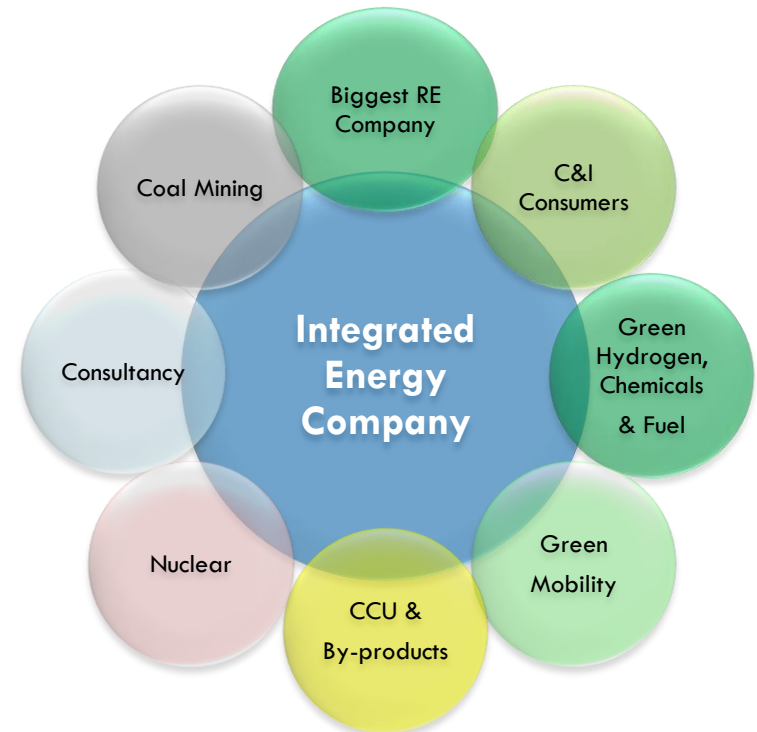 Biggest RE
Company
C&I
Consumers
Green
Hydrogen,
Chemicals
& Fuel
Green
Mobility
CCU &
By-products
Nuclear
Consultancy
Coal Mining
Integrated
Energy
Company